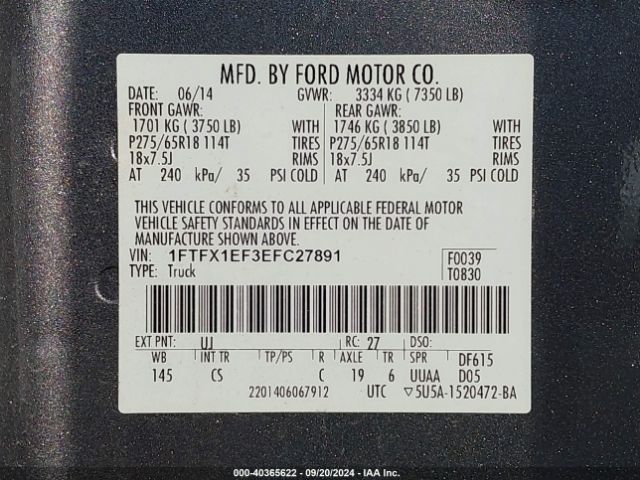 MFD. BY FORD MOTOR CO.
DATE: 06/14 GVWR: 3334 KG ( 7350 LB)
FRONT GAWR: REAR GAWR:
1701 KG ( 3750 LB) WITH 1746 KG ( 3850 LB) WITH
P275/65R18 114T TIRES P275/65R18 114T TIRES
18x7.5J RIMS 18x7.5J RIMS
AT 240 kPa/ 35 PSI COLD AT 240 kPa/ 35 PSI COLD
THIS VEHICLE CONFORMS TO ALL APPLICABLE FEDERAL MOTOR
VEHICLE SAFETY STANDARDS IN EFFECT ON THE DATE OF
MANUFACTURE SHOWN ABOVE.
VIN: 1FTFX1EF3EFC27891 F0039
TYPE: Truck T0830
EXT PNT: UJ RC: 27 DSO:
WB INT TR TP/PS R AXLE TR SPR DF615
145 CS C 19 6 UUAA D05
2201406067912 UTC ▽5U5A-1520472-BA
000-40365622 - 09/20/2024 - IAA Inc.